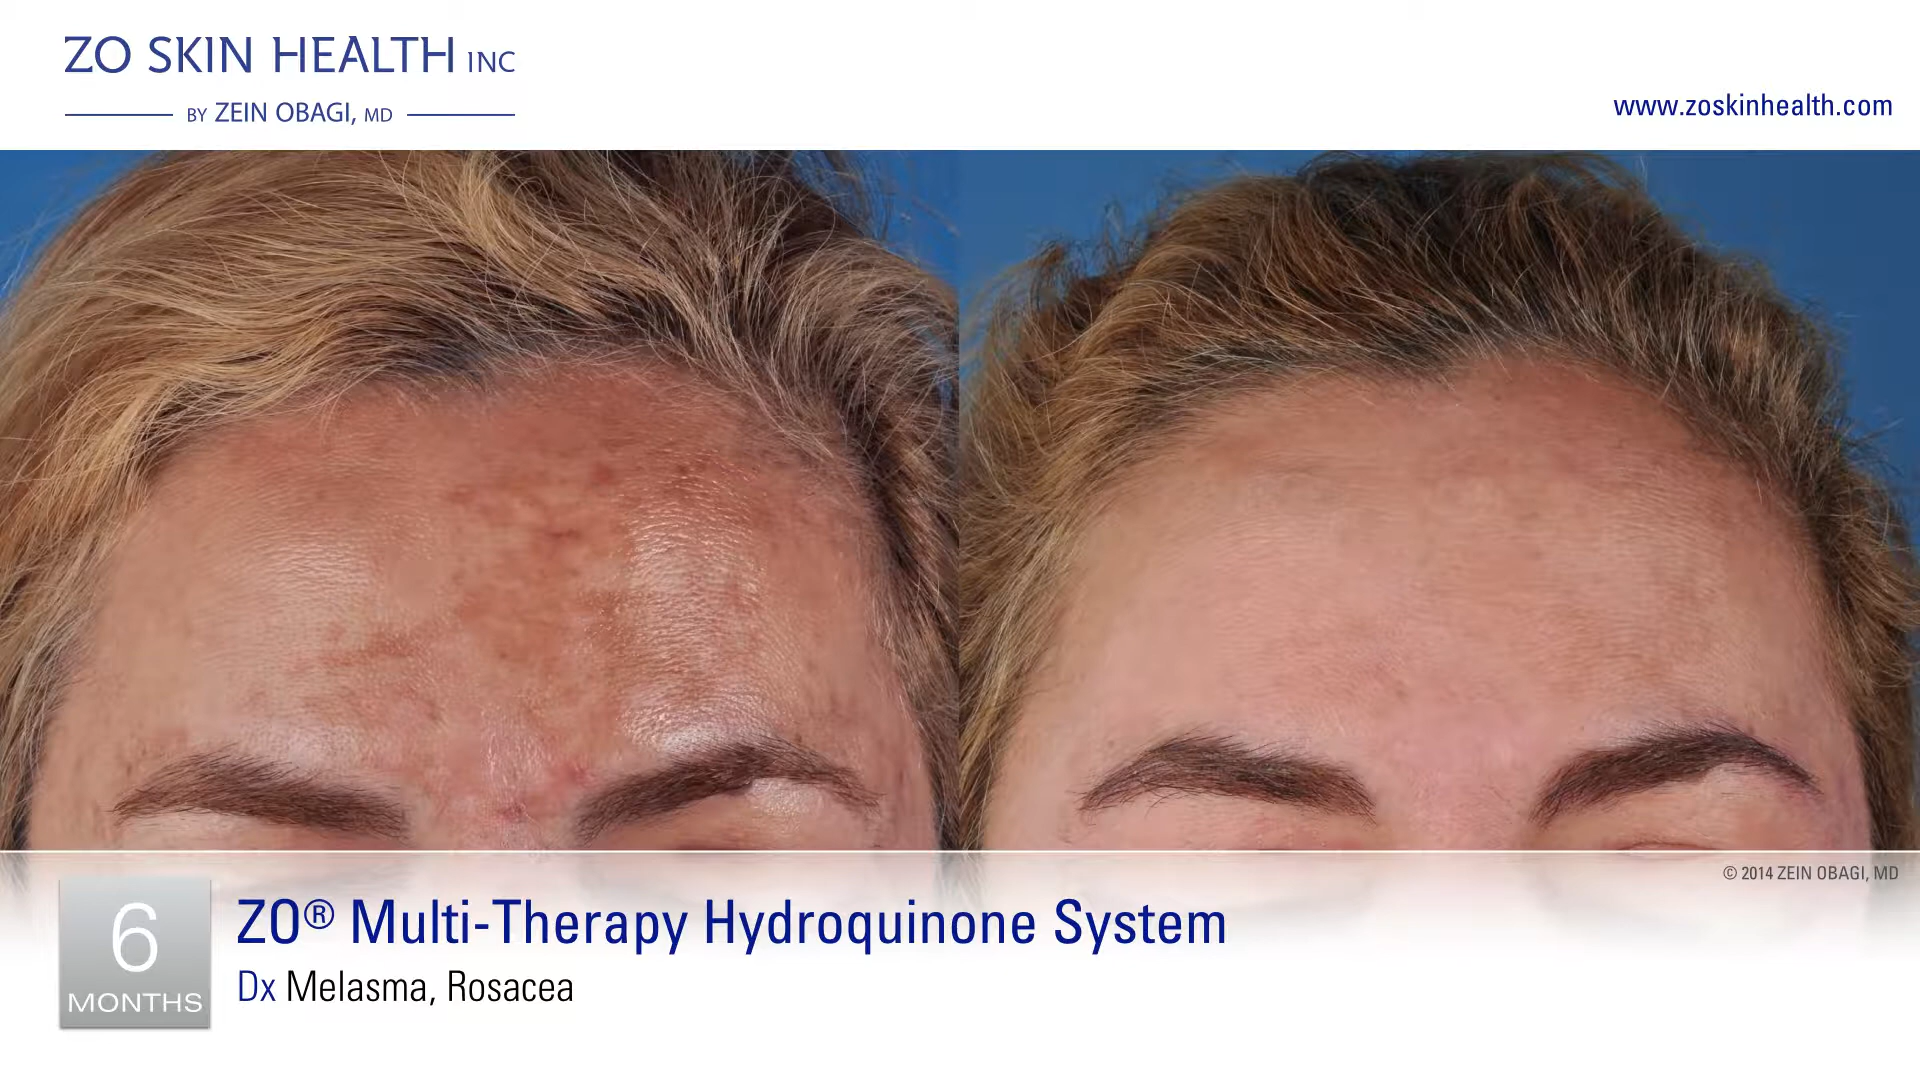 ZO SKIN HEALTH INC
BY ZEIN OBAGI, MD
www.zoskinhealth.com
© 2014 ZEIN OBAGI, MD
6
MONTHS
ZO® Multi-Therapy Hydroquinone System
Dx Melasma, Rosacea